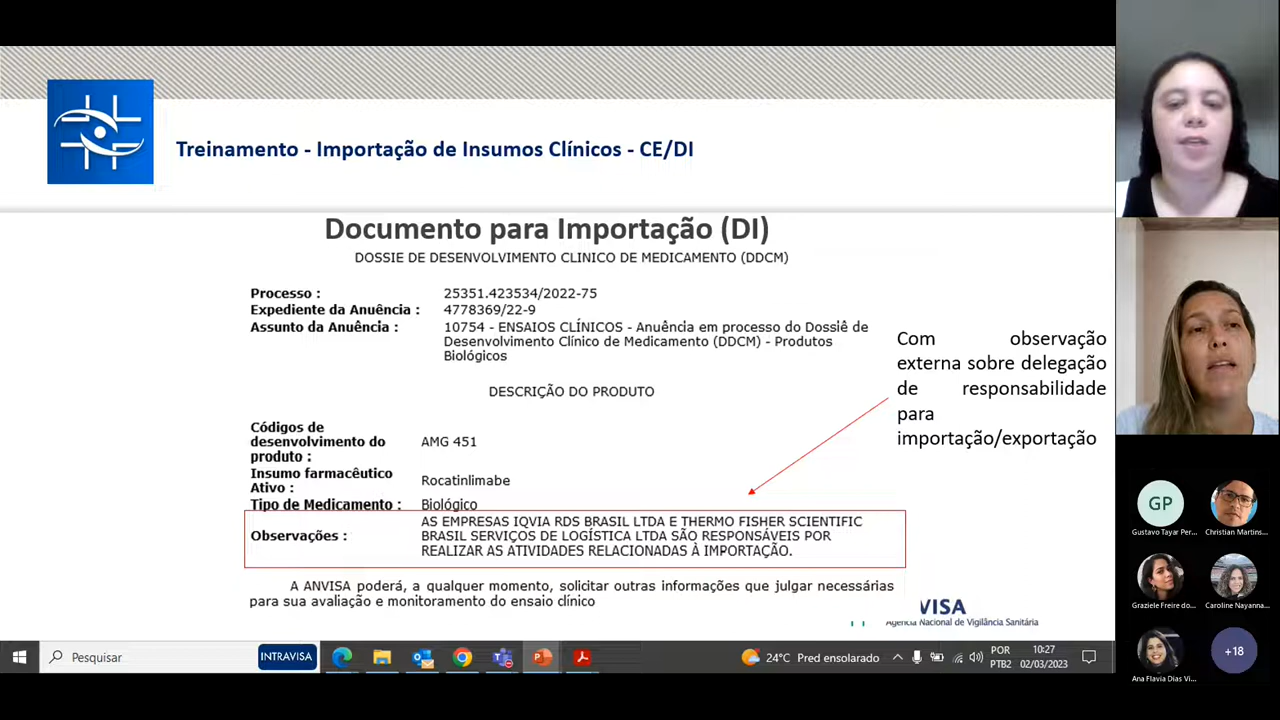 Treinamento - Importação de Insumos Clínicos - CE/DI
Documento para Importação (DI)
DOSSIE DE DESENVOLVIMENTO CLINICO DE MEDICAMENTO (DDCM)
Processo : 25351.423534/2022-75
Expediente da Anuência : 4778369/22-9
Assunto da Anuência : 10754 - ENSAIOS CLÍNICOS - Anuência em processo do Dossiê de
Desenvolvimento Clínico de Medicamento (DDCM) - Produtos
Biológicos
DESCRIÇÃO DO PRODUTO
Códigos de
desenvolvimento do
produto :
AMG 451
Insumo farmacêutico
Ativo :
Rocatinlimabe
Tipo de Medicamento : Biológico
Observações :
AS EMPRESAS IQVIA RDS BRASIL LTDA E THERMO FISHER SCIENTIFIC
BRASIL SERVIÇOS DE LOGÍSTICA LTDA SÃO RESPONSÁVEIS POR
REALIZAR AS ATIVIDADES RELACIONADAS À IMPORTAÇÃO.
A ANVISA poderá, a qualquer momento, solicitar outras informações que julgar necessárias
para sua avaliação e monitoramento do ensaio clínico
Com observação
externa sobre delegação
de responsabilidade
para
importação/exportação
VISA
Agência Nacional de Vigilância Sanitária
Pesquisar
INTRAVISA
24°C Pred ensolarado
POR
PTB2
10:27
02/03/2023
GP
Gustavo Tayar Per...
Christian Martins...
Graziele Freire do...
Caroline Nayanna...
Ana Flavia Dias Vi...
+18